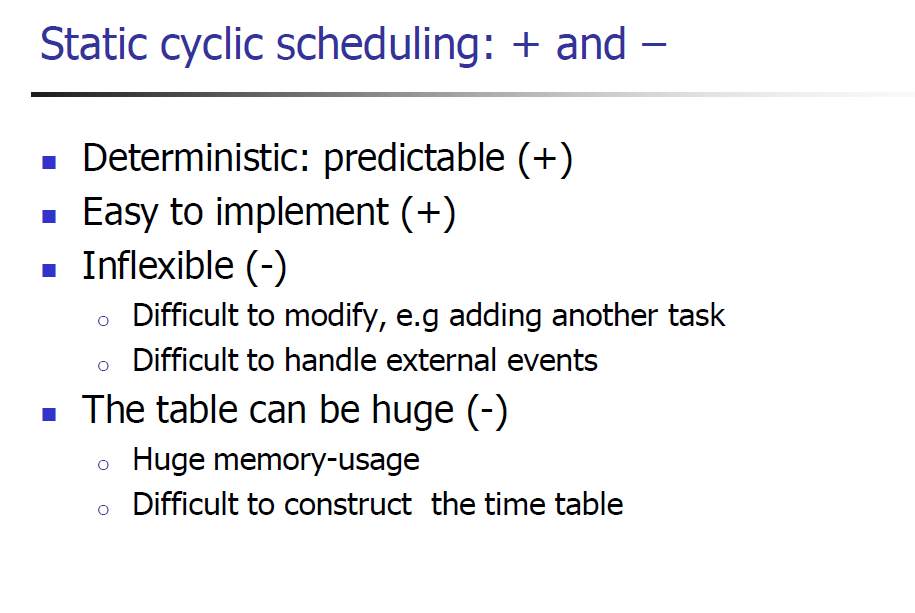 Static cyclic scheduling: + and –
Deterministic: predictable (+)
Easy to implement (+)
Inflexible (-)
Difficult to modify, e.g adding another task
Difficult to handle external events
The table can be huge (-)
Huge memory-usage
Difficult to construct  the time table